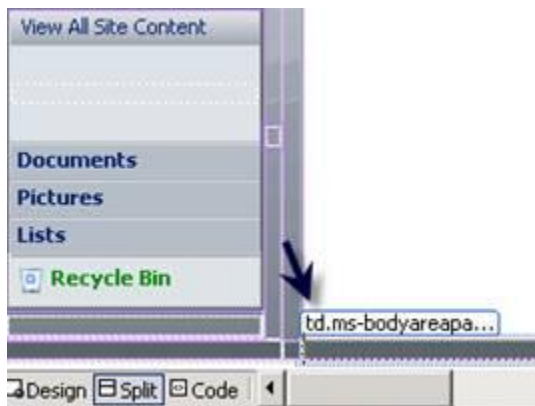 View All Site Content
Documents
Pictures
Lists
Recycle Bin
td.ms-bodyareapa...
Design Split Code